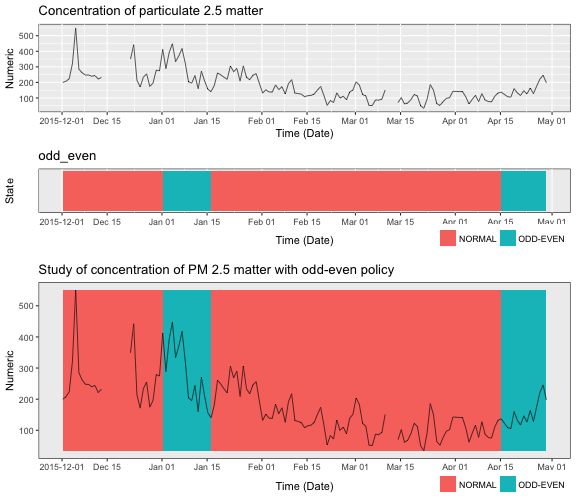 Concentration of particulate 2.5 matter
Numeric
500
400
300
200
100
2015-12-01 Dec 15 Jan 01 Jan 15 Feb 01 Feb 15 Mar 01 Mar 15 Apr 01 Apr 15 May 01
Time (Date)
odd_even
State
2015-12-01 Dec 15 Jan 01 Jan 15 Feb 01 Feb 15 Mar 01 Mar 15 Apr 01 Apr 15 May 01
Time (Date)
NORMAL ODD-EVEN
Study of concentration of PM 2.5 matter with odd-even policy
Numeric
500
400
300
200
100
2015-12-01 Dec 15 Jan 01 Jan 15 Feb 01 Feb 15 Mar 01 Mar 15 Apr 01 Apr 15 May 01
Time (Date)
NORMAL ODD-EVEN